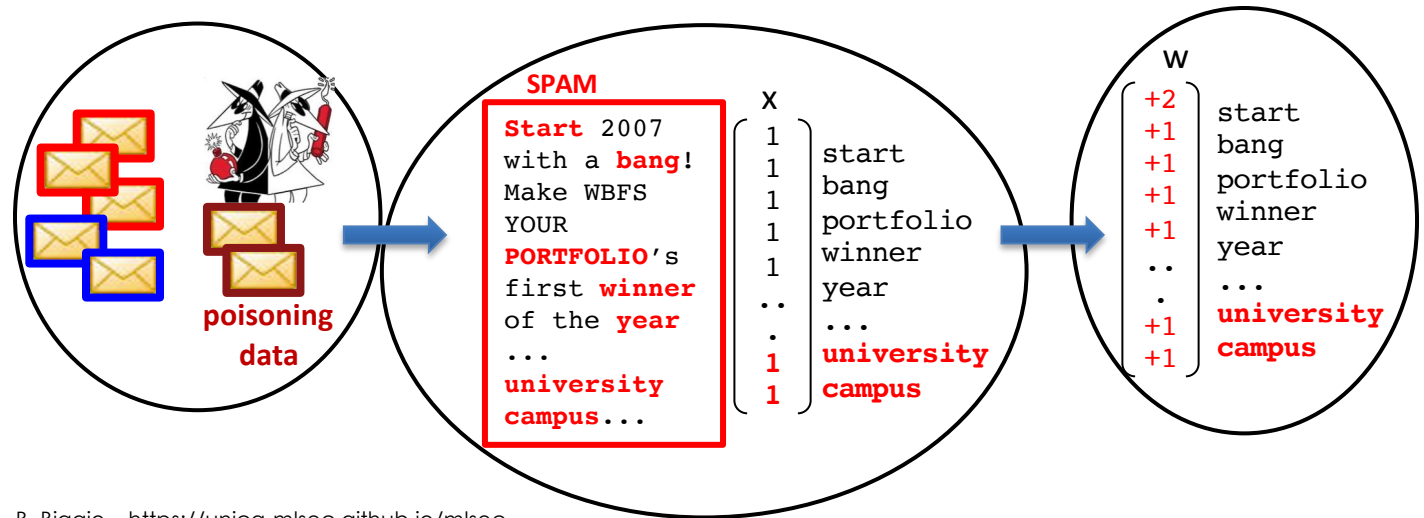 poisoning
data
SPAM
Start 2007
with a bang!
Make WBFS
YOUR
PORTFOLIO’s
first winner
of the year
...
university
campus...
x
1
1
1
1
1
..
.
1
1
start
bang
portfolio
winner
year
...
university
campus
w
+2
+1
+1
+1
+1
..
.
+1
+1
start
bang
portfolio
winner
year
...
university
campus